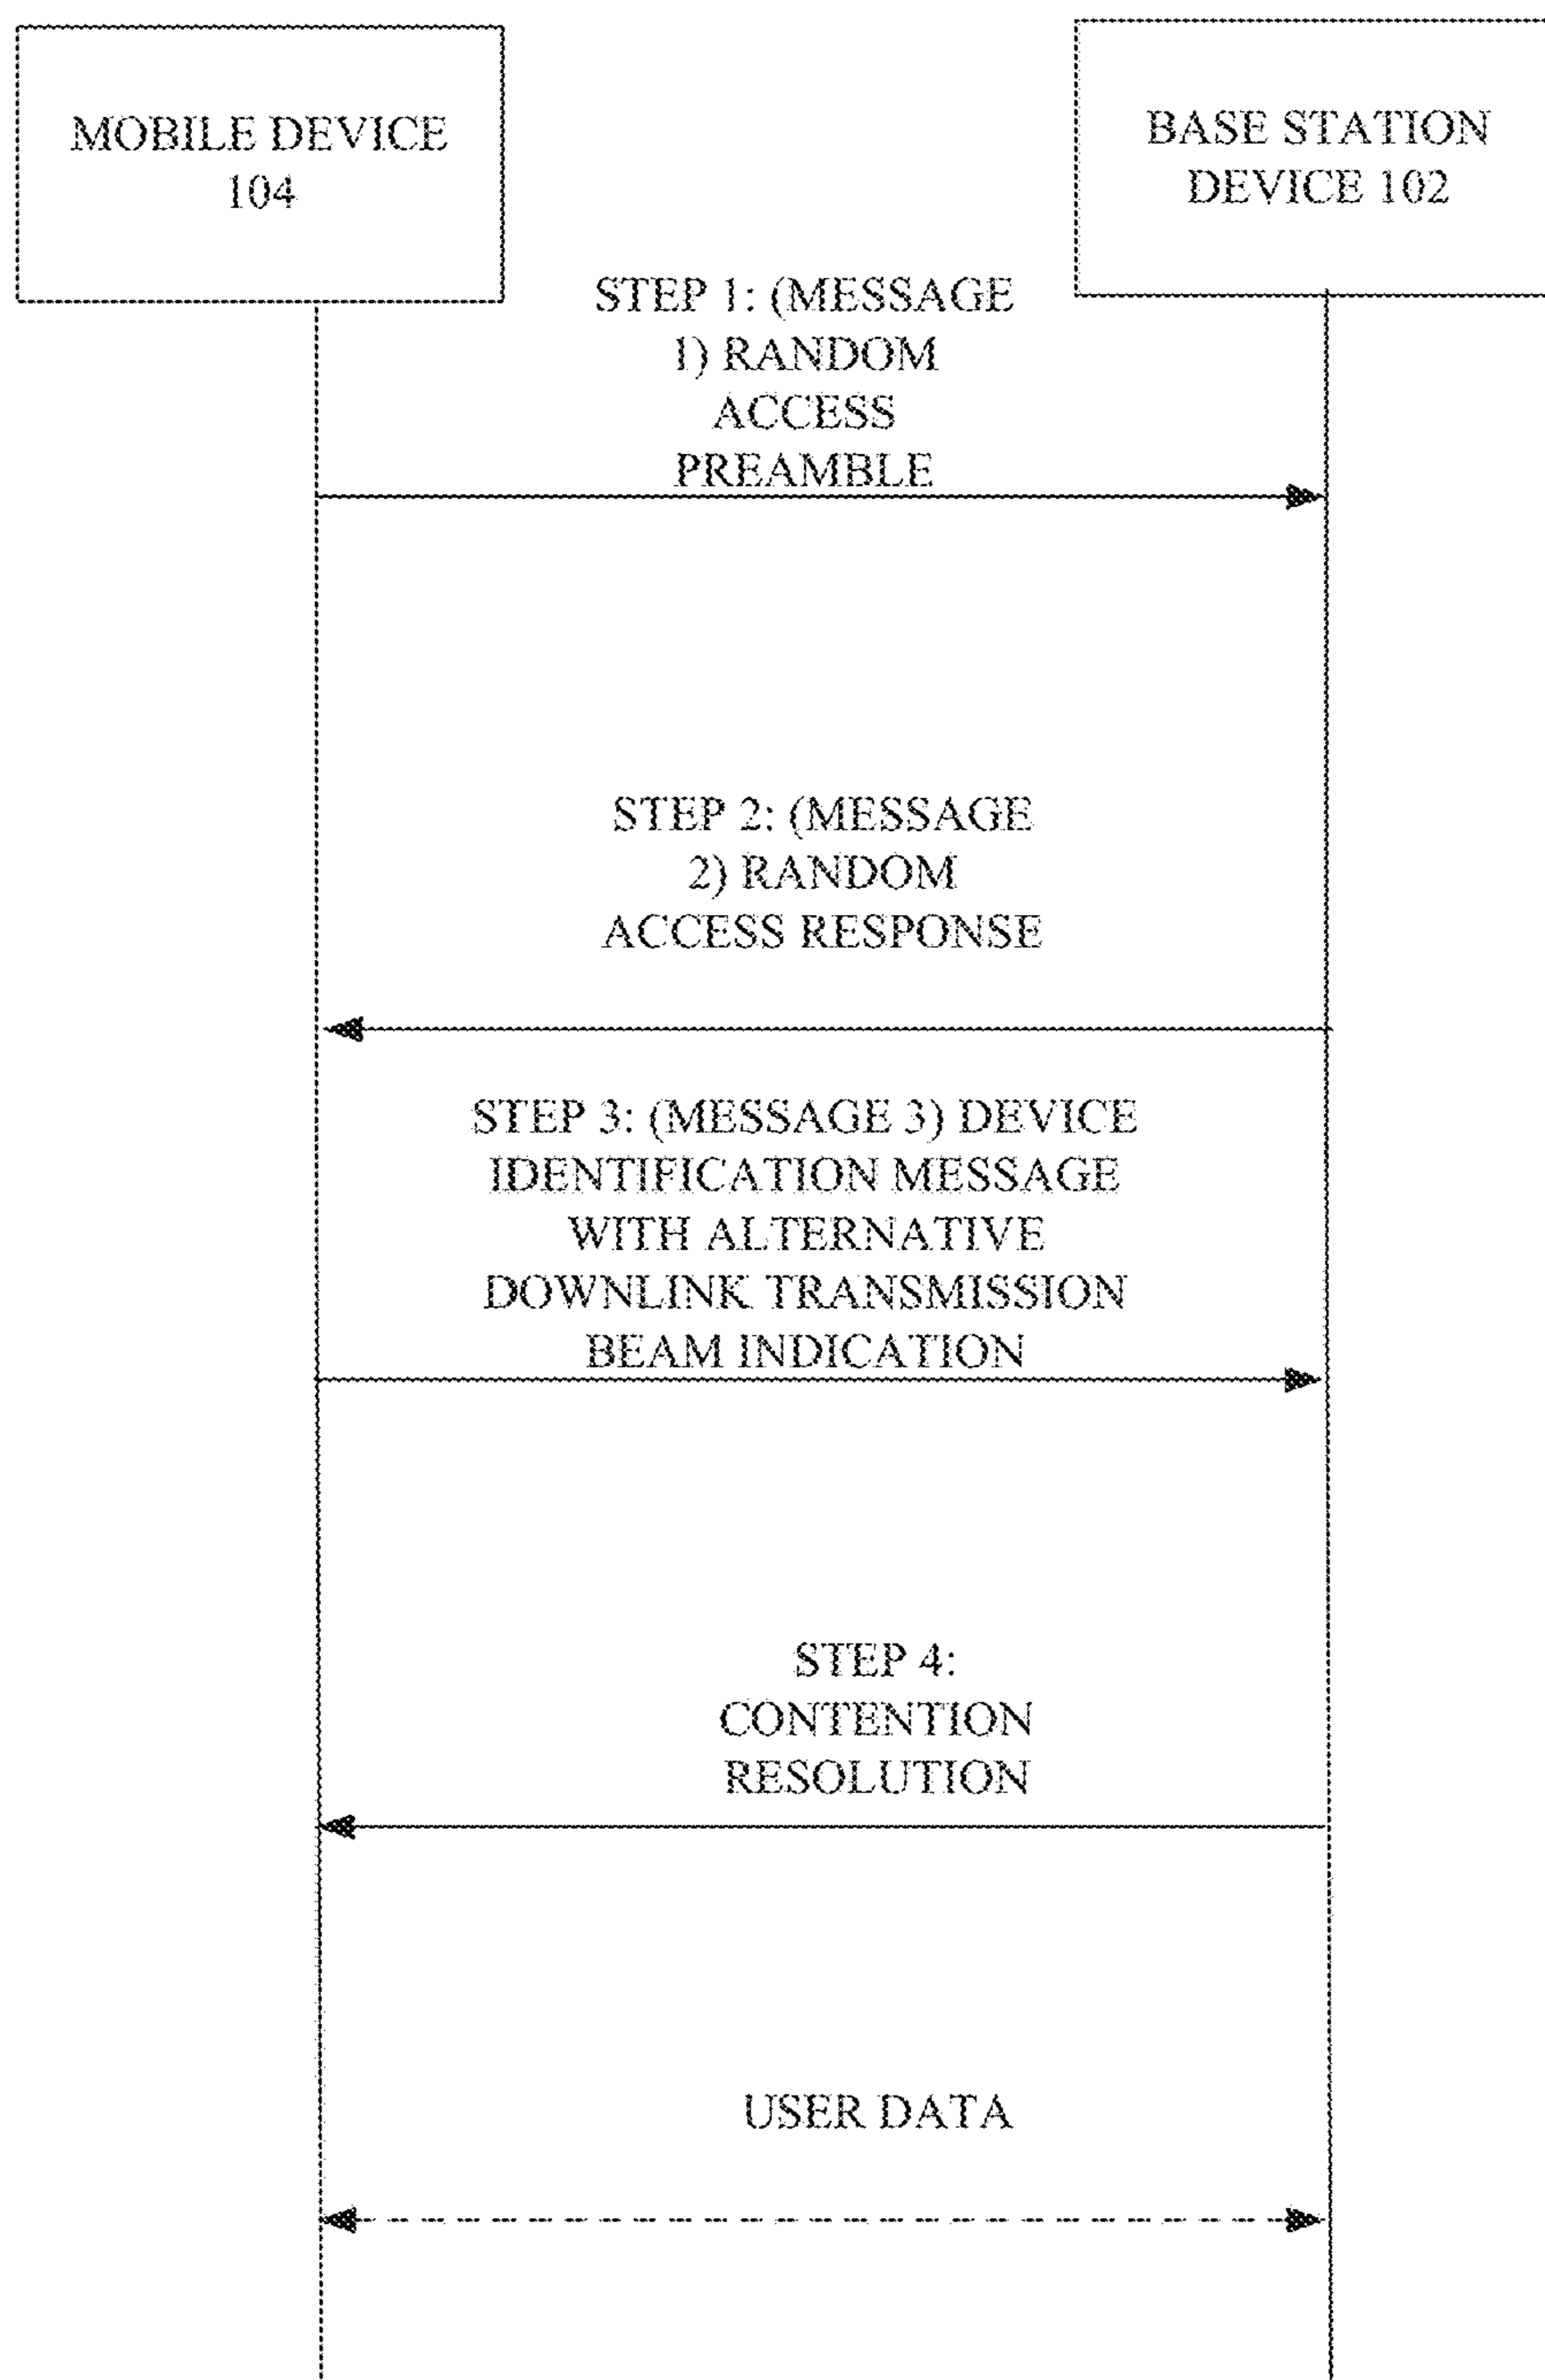 MOBILE DEVICE
104
BASE STATION
DEVICE 102
STEP 1: (MESSAGE
1) RANDOM
ACCESS
PREAMBLE
STEP 2: (MESSAGE
2) RANDOM
ACCESS RESPONSE
STEP 3: (MESSAGE 3) DEVICE
IDENTIFICATION MESSAGE
WITH ALTERNATIVE
DOWNLINK TRANSMISSION
BEAM INDICATION
STEP 4:
CONTENTION
RESOLUTION
USER DATA